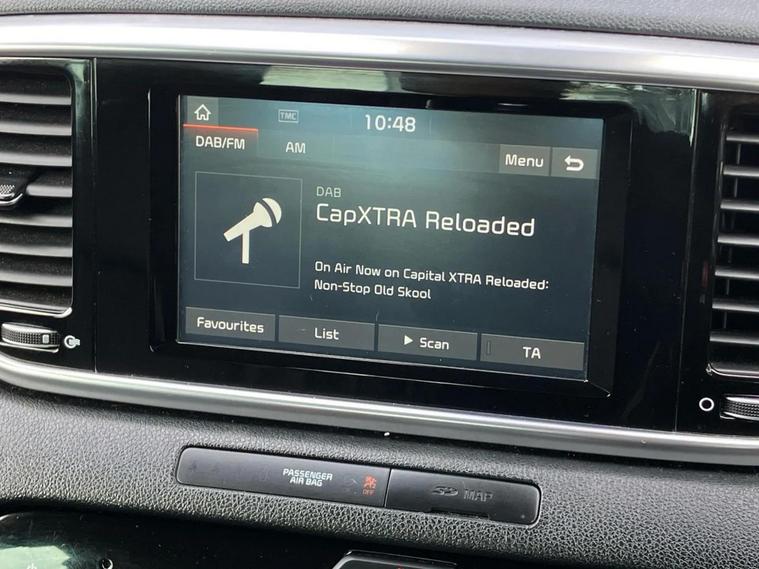 TMC
10:48
DAB/FM
AM
Menu
DAB
CapXTRA Reloaded
On Air Now on Capital XTRA Reloaded:
Non-Stop Old Skool
Favourites
List
Scan
TA
PASSENGER
AIR BAG
OFF
SD MAP